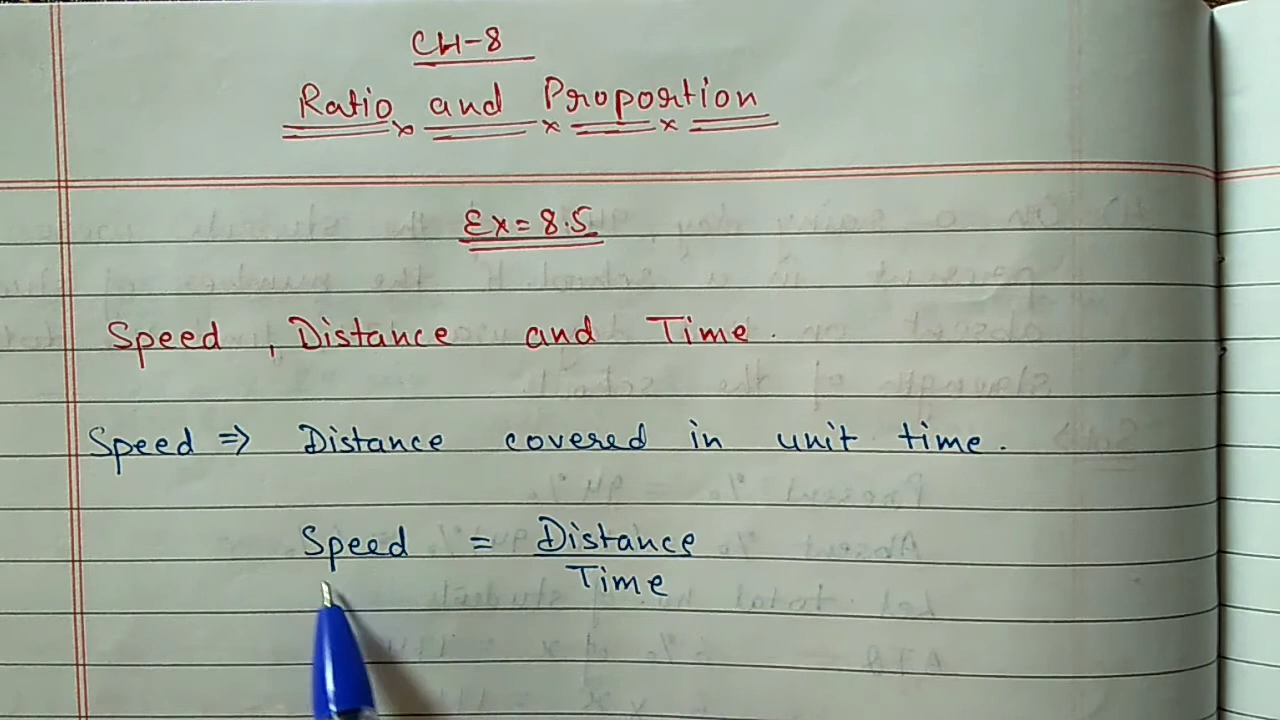 CH-8
Ratio and Proportion
Ex = 8.5
Speed , Distance and Time .
Speed ⇒ Distance covered in unit time .
Speed = Distance
Time